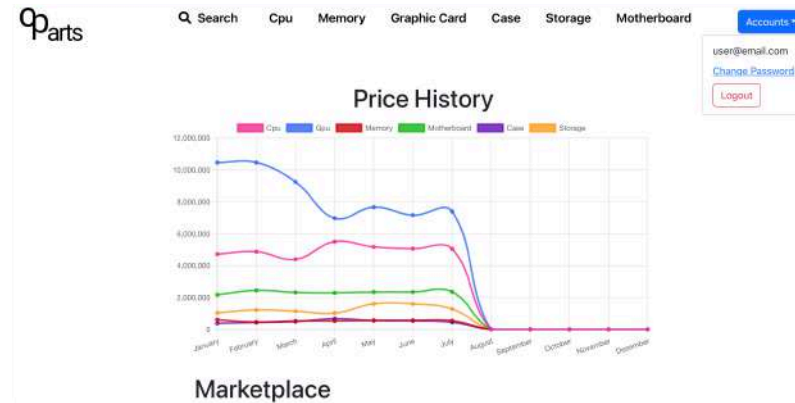 Op
arts
Search Cpu Memory Graphic Card Case Storage Motherboard Accounts
user@email.com
Change Password
Logout
Price History
Cpu Gpu Memory Motherboard Case Storage
12,000,000
10,000,000
8,000,000
6,000,000
4,000,000
2,000,000
0
January February March April May June July August September October November December
Marketplace